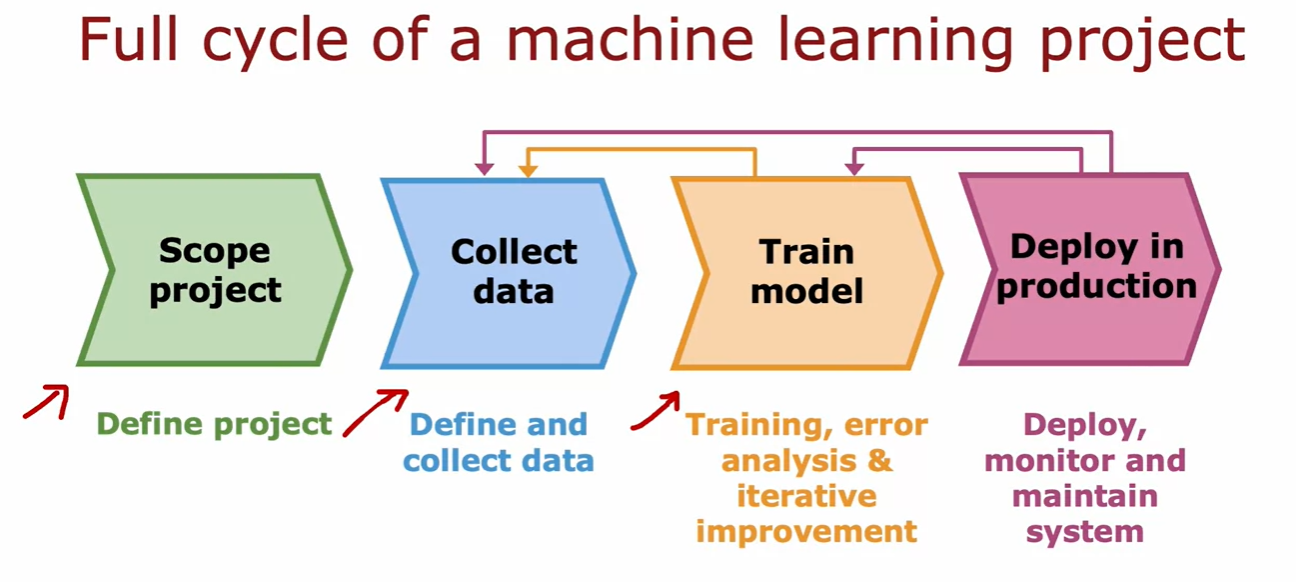 Full cycle of a machine learning project
Scope
project
Collect
data
Train
model
Deploy in
production
Define project
Define and
collect data
Training, error
analysis &
iterative
improvement
Deploy,
monitor and
maintain
system